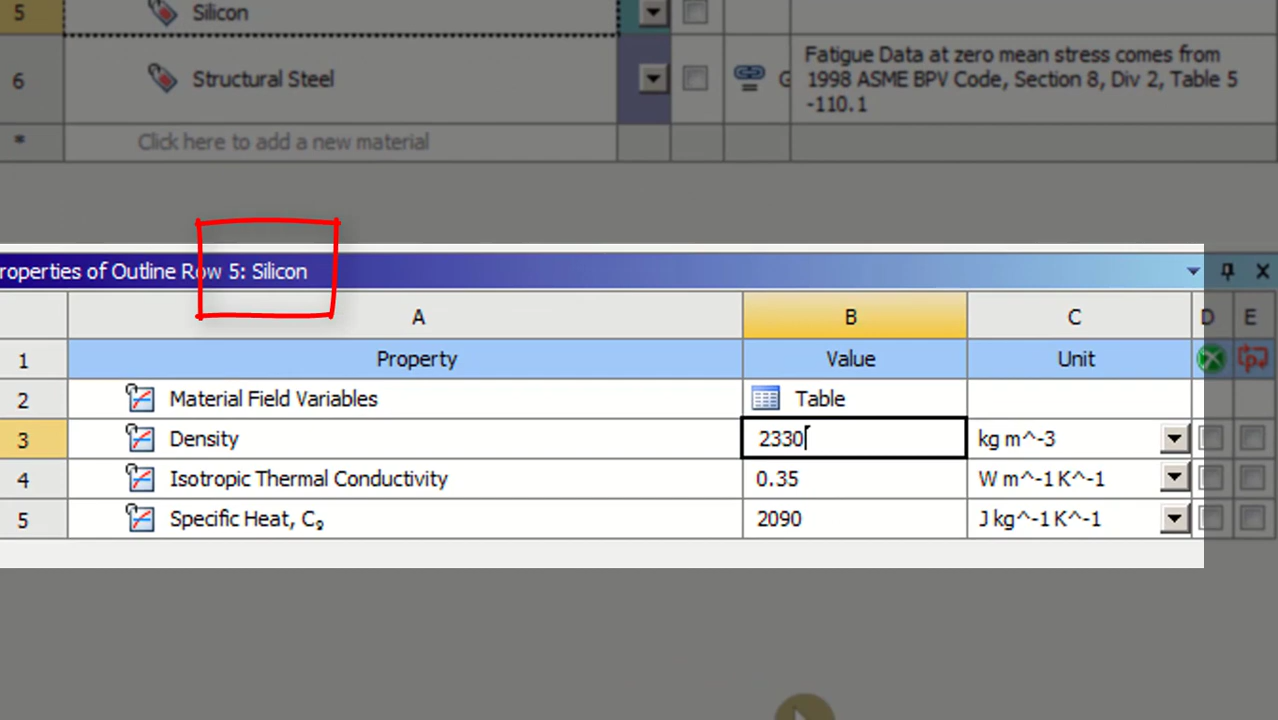 5 Silicon
6 Structural Steel
Fatigue Data at zero mean stress comes from
1998 ASME BPV Code, Section 8, Div 2, Table 5
-110.1
* Click here to add a new material
roperties of Outline Row 5: Silicon
A B C D E
1 Property Value Unit
2 Material Field Variables Table
3 Density 2330 kg m^-3
4 Isotropic Thermal Conductivity 0.35 W m^-1 K^-1
5 Specific Heat, Cₚ 2090 J kg^-1 K^-1